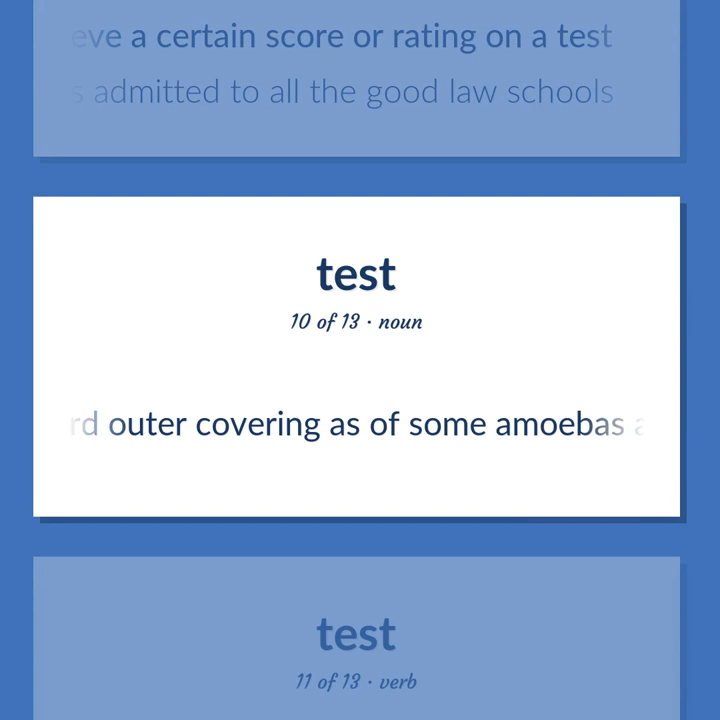 a certain score or rating on a test
admitted to all the good law schools
test
10 of 13 · noun
outer covering as of some amoebas
test
11 of 13 · verb